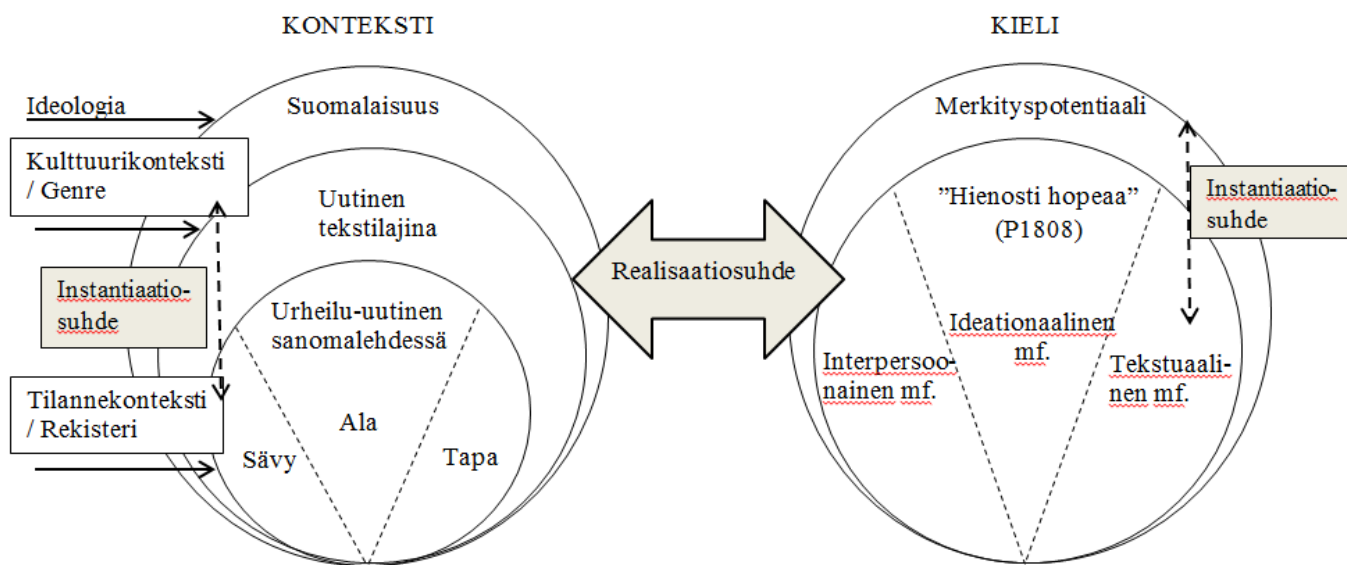 KONTEKSTI
KIELI
Ideologia
Suomalaisuus
Merkityspotentiaali
Kulttuurikonteksti
/ Genre
Uutinen
tekstilajina
”Hienosti hopeaa”
(P1808)
Instantiaatio-
suhde
Realisaatiosuhde
Instantiaatio-
suhde
Urheilu-uutinen
sanomalehdessä
Ideationaalinen
mf.
Interpersoo-
nainen mf.
Tekstuaali-
nen mf.
Tilannekonteksti
/ Rekisteri
Ala
Sävy
Tapa